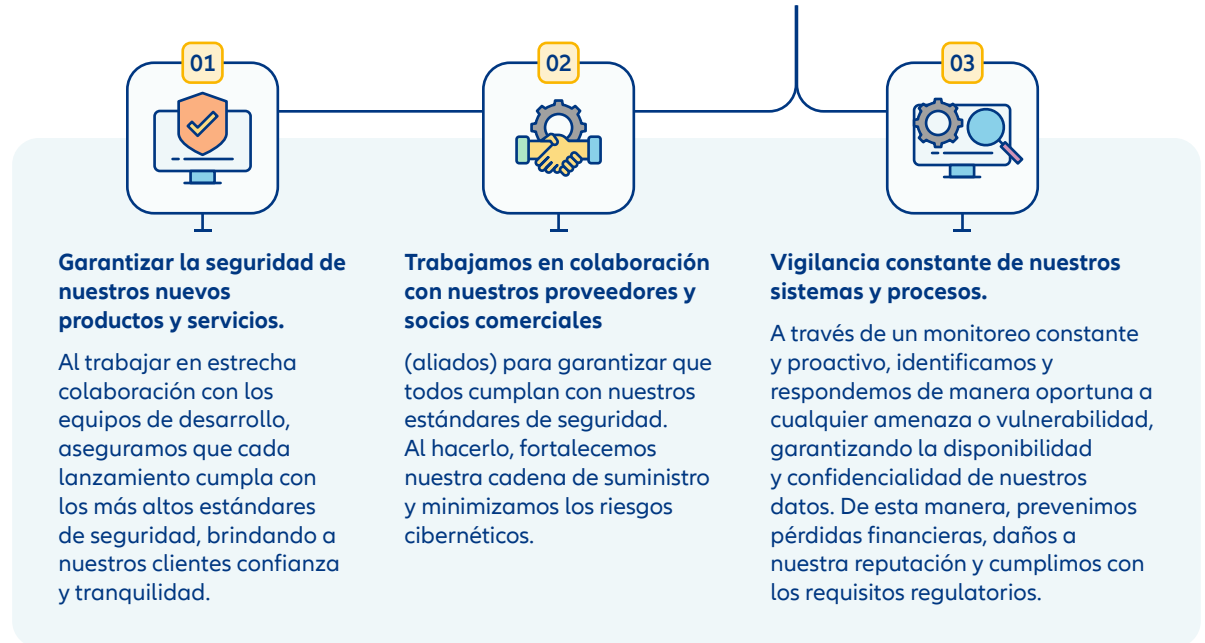 01
Garantizar la seguridad de
nuestros nuevos
productos y servicios.
Al trabajar en estrecha
colaboración con los
equipos de desarrollo,
aseguramos que cada
lanzamiento cumpla con
los más altos estándares
de seguridad, brindando a
nuestros clientes confianza
y tranquilidad.
02
Trabajamos en colaboración
con nuestros proveedores y
socios comerciales
(aliados) para garantizar que
todos cumplan con nuestros
estándares de seguridad.
Al hacerlo, fortalecemos
nuestra cadena de suministro
y minimizamos los riesgos
cibernéticos.
03
Vigilancia constante de nuestros
sistemas y procesos.
A través de un monitoreo constante
y proactivo, identificamos y
respondemos de manera oportuna a
cualquier amenaza o vulnerabilidad,
garantizando la disponibilidad
y confidencialidad de nuestros
datos. De esta manera, prevenimos
pérdidas financieras, daños a
nuestra reputación y cumplimos con
los requisitos regulatorios.